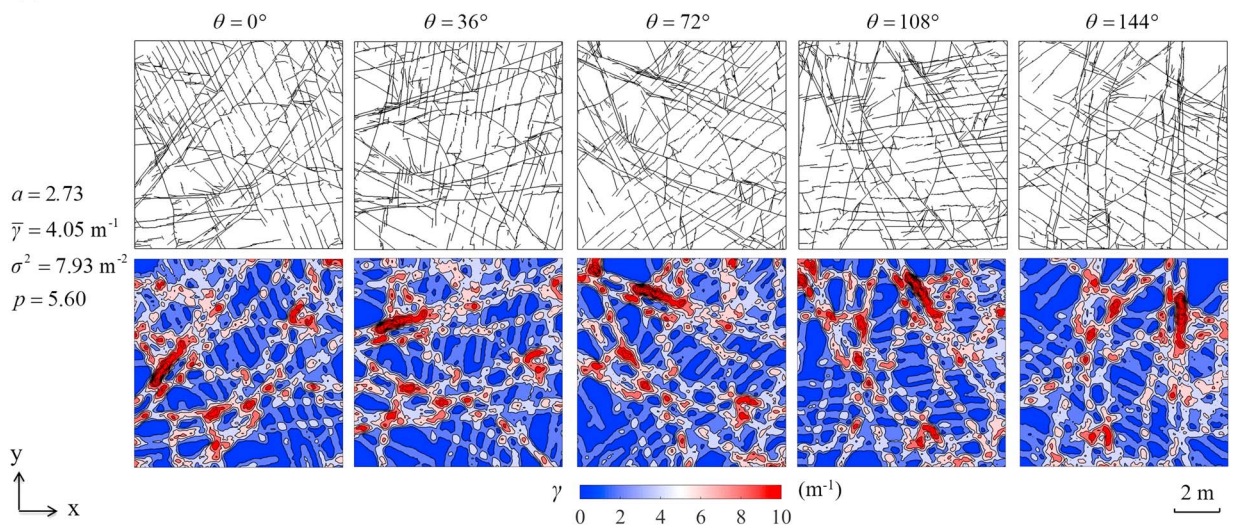 θ = 0° θ = 36° θ = 72° θ = 108° θ = 144°
a = 2.73
γ̅ = 4.05 m⁻¹
σ² = 7.93 m⁻²
p = 5.60
y
x
γ (m⁻¹)
0 2 4 6 8 10
2 m